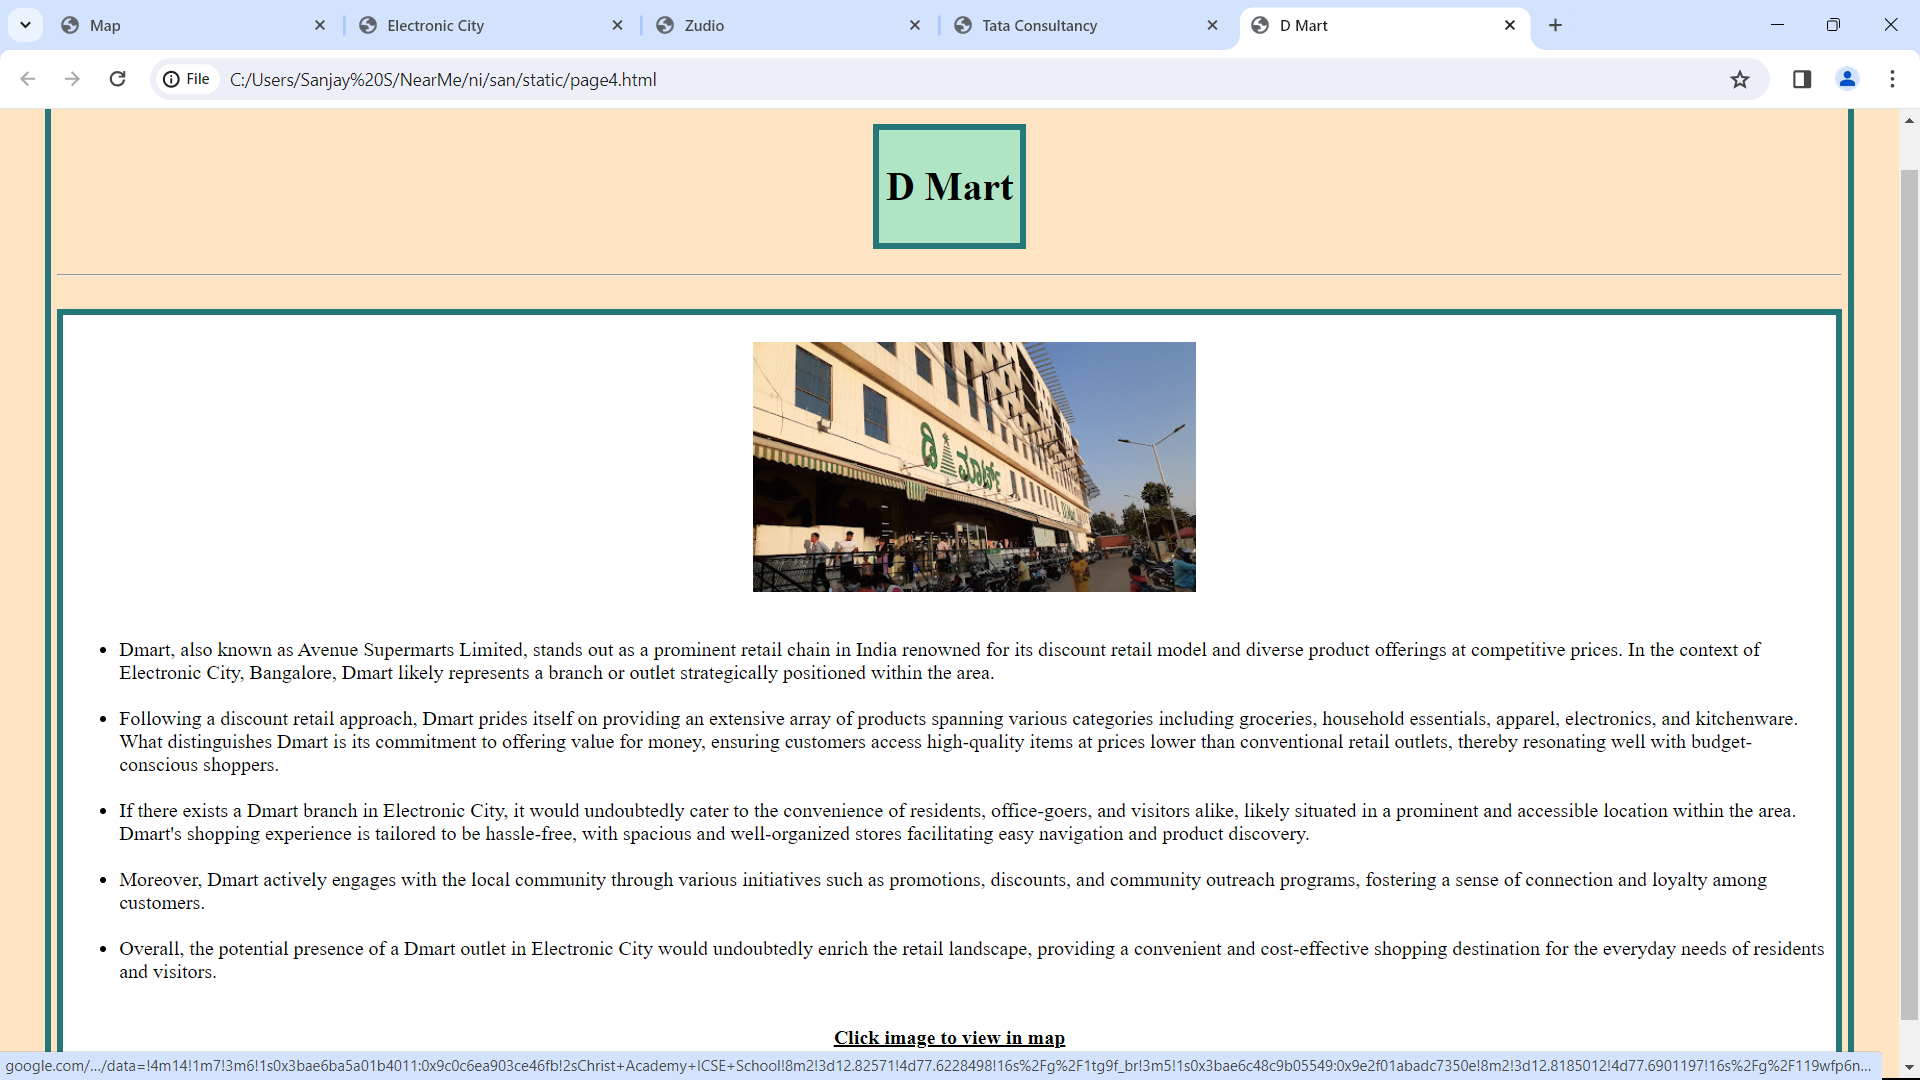 Map
Electronic City
Zudio
Tata Consultancy
D Mart
File
C:/Users/Sanjay%20S/NearMe/ni/san/static/page4.html
D Mart
ಡಿ ಮಾರ್ಟ್
D Mart
• Dmart, also known as Avenue Supermarts Limited, stands out as a prominent retail chain in India renowned for its discount retail model and diverse product offerings at competitive prices. In the context of
Electronic City, Bangalore, Dmart likely represents a branch or outlet strategically positioned within the area.
• Following a discount retail approach, Dmart prides itself on providing an extensive array of products spanning various categories including groceries, household essentials, apparel, electronics, and kitchenware.
What distinguishes Dmart is its commitment to offering value for money, ensuring customers access high-quality items at prices lower than conventional retail outlets, thereby resonating well with budget-
conscious shoppers.
• If there exists a Dmart branch in Electronic City, it would undoubtedly cater to the convenience of residents, office-goers, and visitors alike, likely situated in a prominent and accessible location within the area.
Dmart's shopping experience is tailored to be hassle-free, with spacious and well-organized stores facilitating easy navigation and product discovery.
• Moreover, Dmart actively engages with the local community through various initiatives such as promotions, discounts, and community outreach programs, fostering a sense of connection and loyalty among
customers.
• Overall, the potential presence of a Dmart outlet in Electronic City would undoubtedly enrich the retail landscape, providing a convenient and cost-effective shopping destination for the everyday needs of residents
and visitors.
Click image to view in map
google.com/.../data=!4m14!1m7!3m6!1s0x3bae6ba5a01b4011:0x9c0c6ea903ce46fb!2sChrist+Academy+ICSE+School!8m2!3d12.82571!4d77.6228498!16s%2Fg%2F1tg9f_br!3m5!1s0x3bae6c48c9b05549:0x9e2f01abadc7350e!8m2!3d12.8185012!4d77.6901197!16s%2Fg%2F119wfp6n...